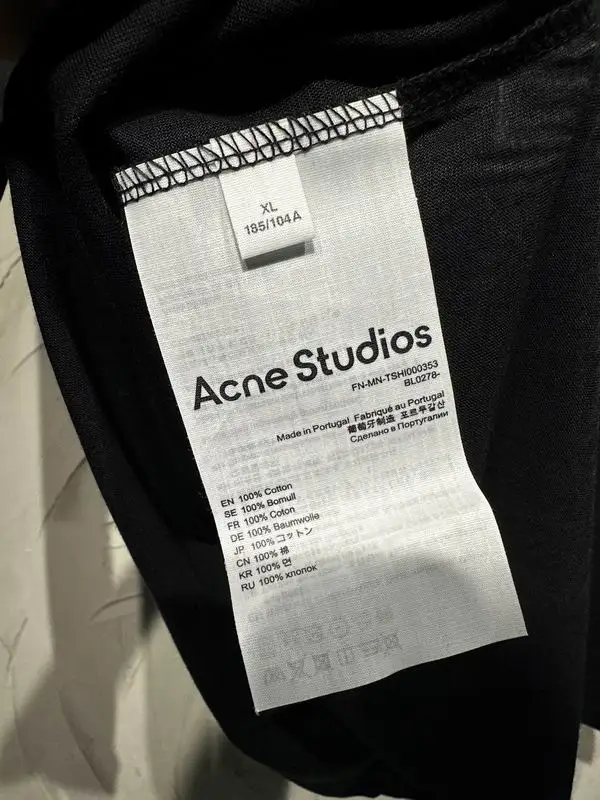 XL
185/104A
Acne Studios
FN-MN-TSHI000353
BL0278-
Made in Portugal Fabriqué au Portugal
葡萄牙制造 포르투갈산
Сделано в Португалии
EN 100% Cotton
SE 100% Bomull
FR 100% Coton
DE 100% Baumwolle
JP 100% コットン
CN 100% 棉
KR 100% 면
RU 100% хлопок